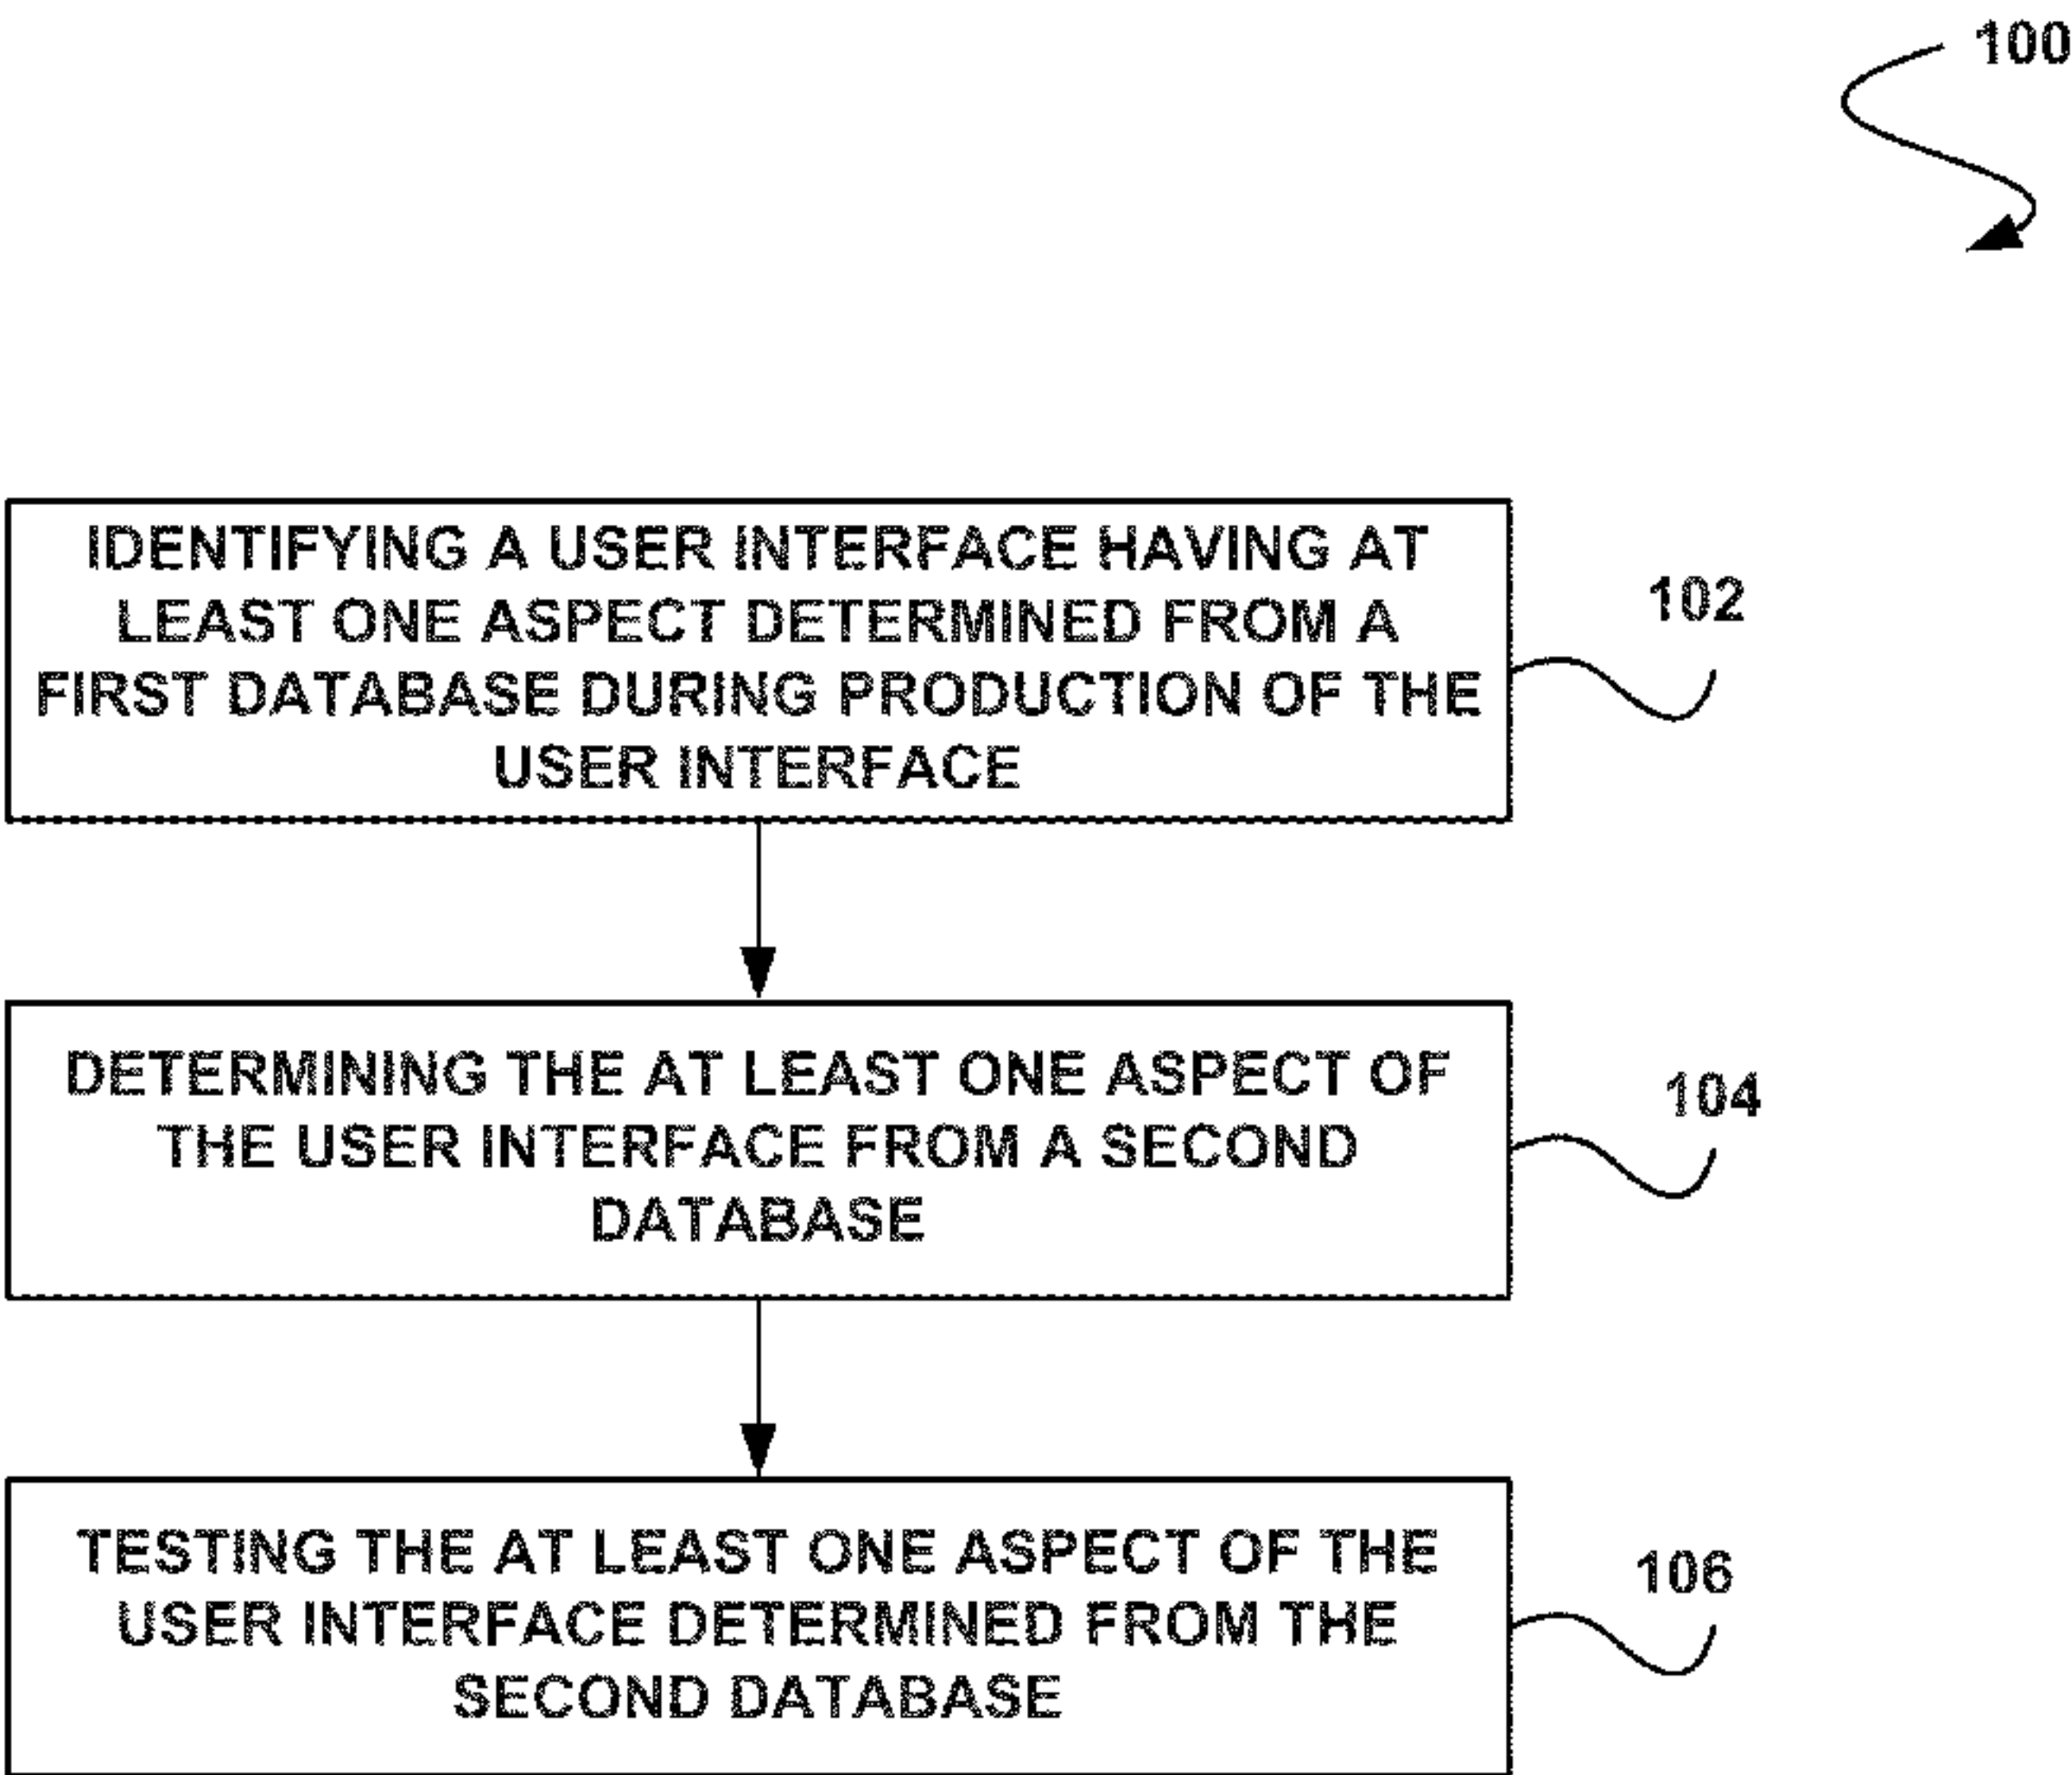 100
IDENTIFYING A USER INTERFACE HAVING AT
LEAST ONE ASPECT DETERMINED FROM A
FIRST DATABASE DURING PRODUCTION OF THE
USER INTERFACE
102
DETERMINING THE AT LEAST ONE ASPECT OF
THE USER INTERFACE FROM A SECOND
DATABASE
104
TESTING THE AT LEAST ONE ASPECT OF THE
USER INTERFACE DETERMINED FROM THE
SECOND DATABASE
106